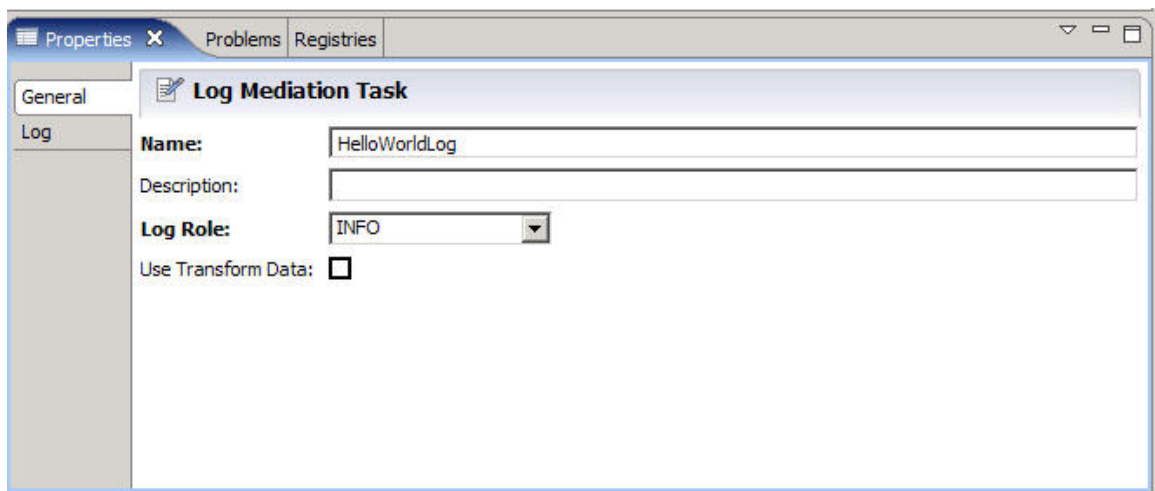 Properties Problems Registries
General
Log
Log Mediation Task
Name: HelloWorldLog
Description:
Log Role: INFO
Use Transform Data: